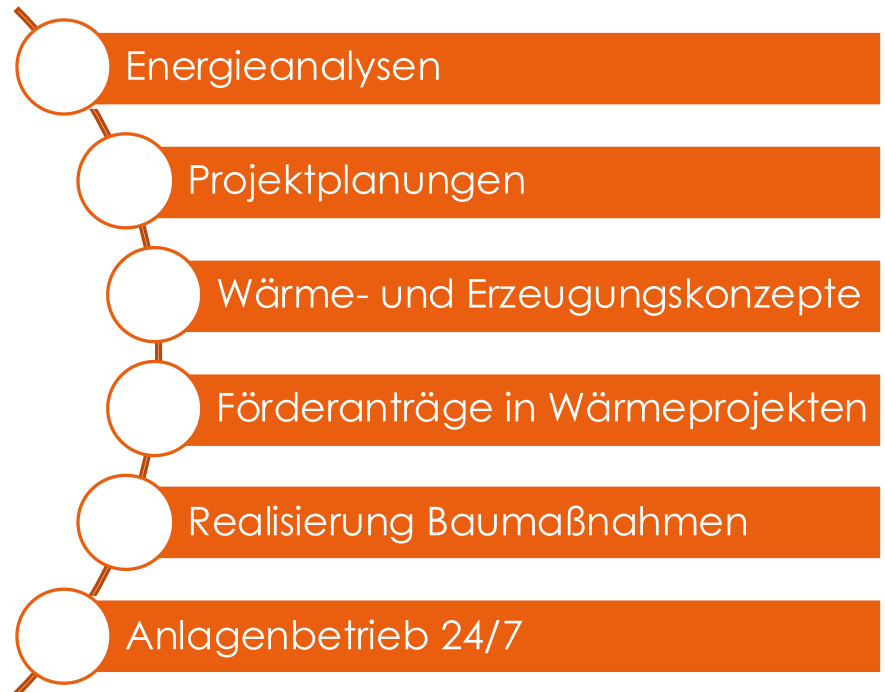 Energieanalysen
Projektplanungen
Wärme- und Erzeugungskonzepte
Förderanträge in Wärmeprojekten
Realisierung Baumaßnahmen
Anlagenbetrieb 24/7